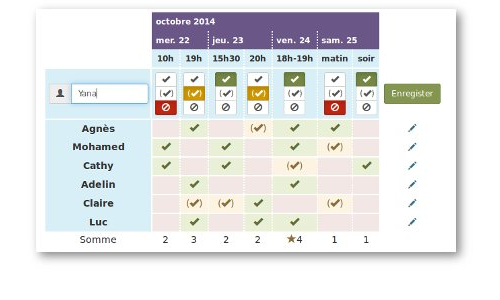 octobre 2014
mer. 22 jeu. 23 ven. 24 sam. 25
10h 19h 15h30 20h 18h-19h matin soir
Yana Enregister
Agnès (✔)
Mohamed (✔)
Cathy (✔)
Adelin
Claire (✔) (✔) (✔)
Luc
Somme 2 3 2 2 ★4 1 1